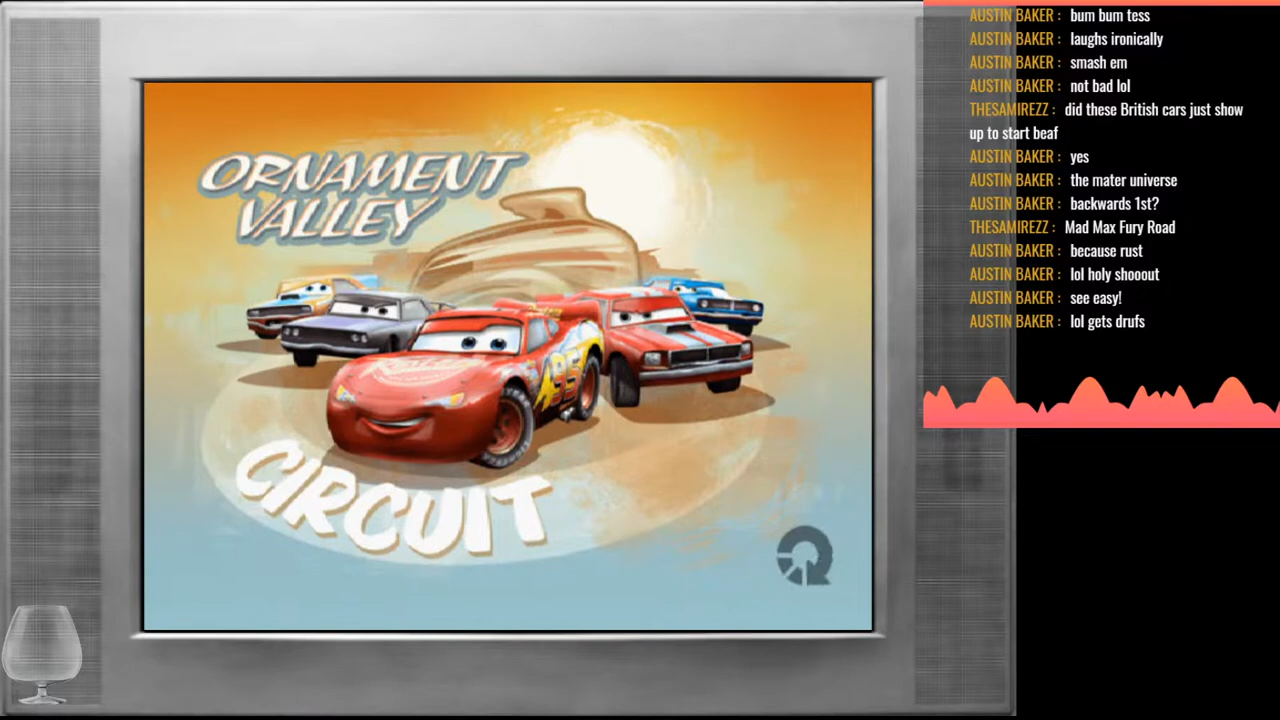 ORNAMENT
VALLEY
CIRCUIT
95
AUSTIN BAKER : bum bum tess
AUSTIN BAKER : laughs ironically
AUSTIN BAKER : smash em
AUSTIN BAKER : not bad lol
THESAMIREZZ : did these British cars just show
up to start beaf
AUSTIN BAKER : yes
AUSTIN BAKER : the mater universe
AUSTIN BAKER : backwards 1st?
THESAMIREZZ : Mad Max Fury Road
AUSTIN BAKER : because rust
AUSTIN BAKER : lol holy shooout
AUSTIN BAKER : see easy!
AUSTIN BAKER : lol gets drufs